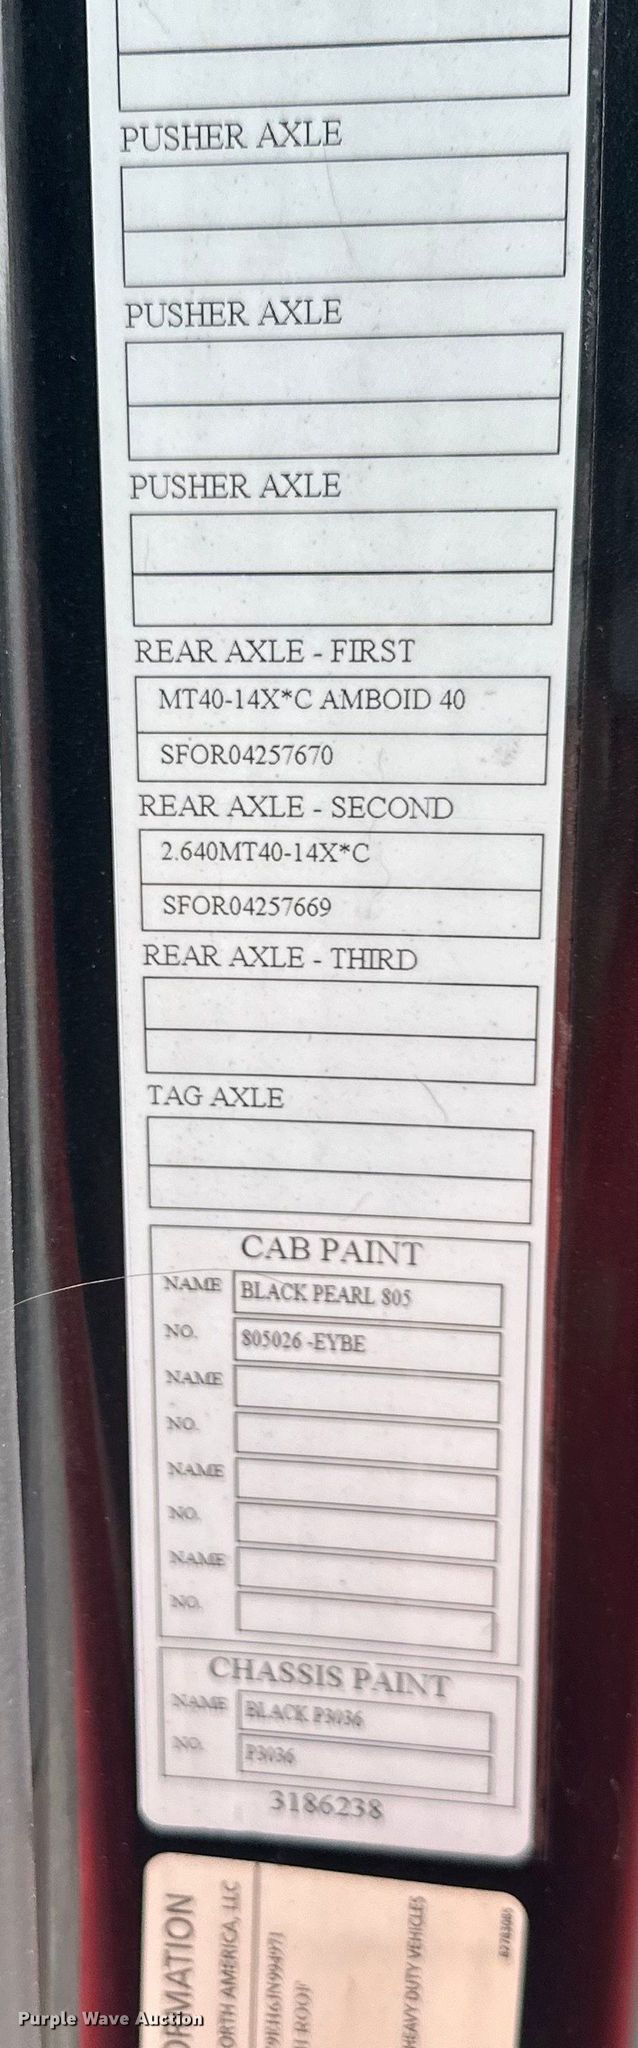 PUSHER AXLE
PUSHER AXLE
PUSHER AXLE
REAR AXLE - FIRST
MT40-14X*C AMBOID 40
SFOR04257670
REAR AXLE - SECOND
2.640MT40-14X*C
SFOR04257669
REAR AXLE - THIRD
TAG AXLE
CAB PAINT
NAME BLACK PEARL 805
NO. 805026 -EYBE
NAME
NO.
NAME
NO.
NAME
NO.
CHASSIS PAINT
NAME BLACK P3036
NO. P3036
3186238
ORMATION
ORTH AMERICA, LLC
ROOF
HEAVY DUTY VEHICLES
Purple Wave Auction